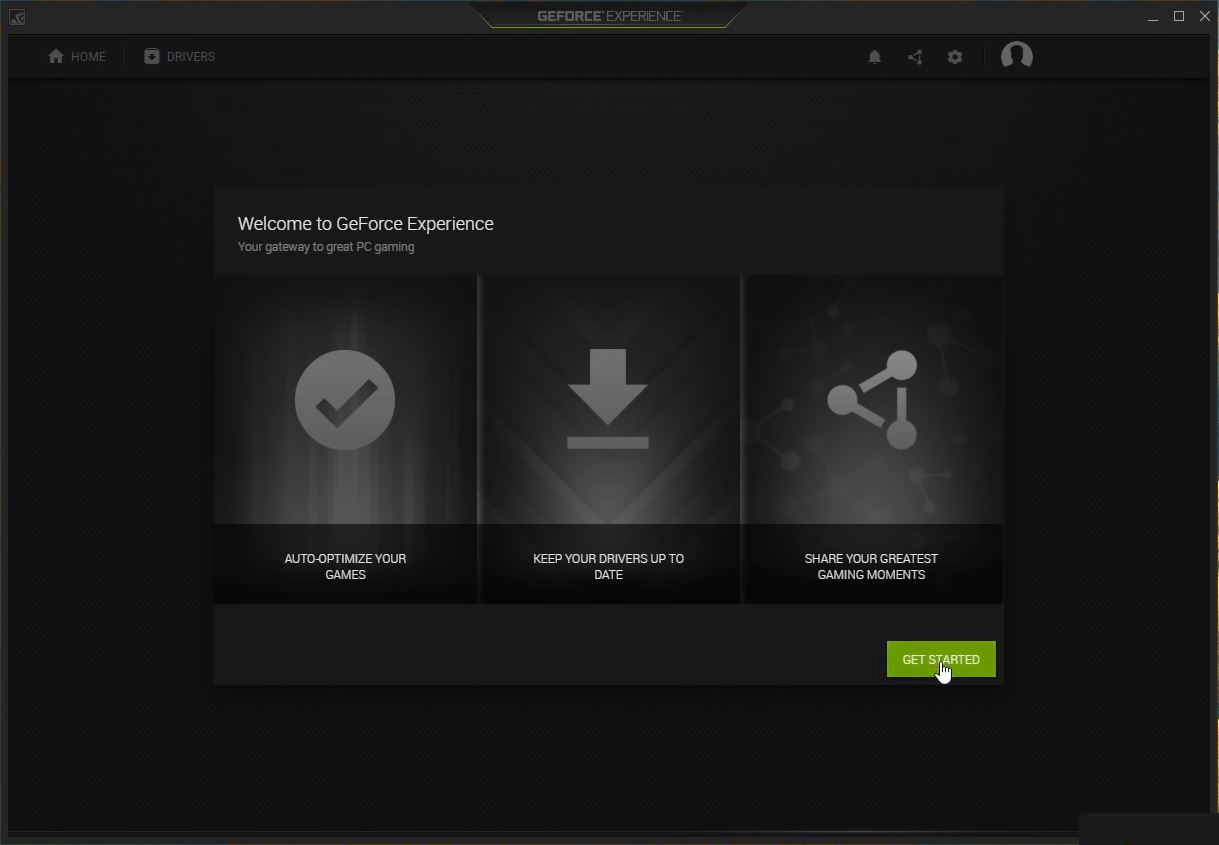 GEFORCE® EXPERIENCE™
HOME
DRIVERS
Welcome to GeForce Experience
Your gateway to great PC gaming
AUTO-OPTIMIZE YOUR
GAMES
KEEP YOUR DRIVERS UP TO
DATE
SHARE YOUR GREATEST
GAMING MOMENTS
GET STARTED